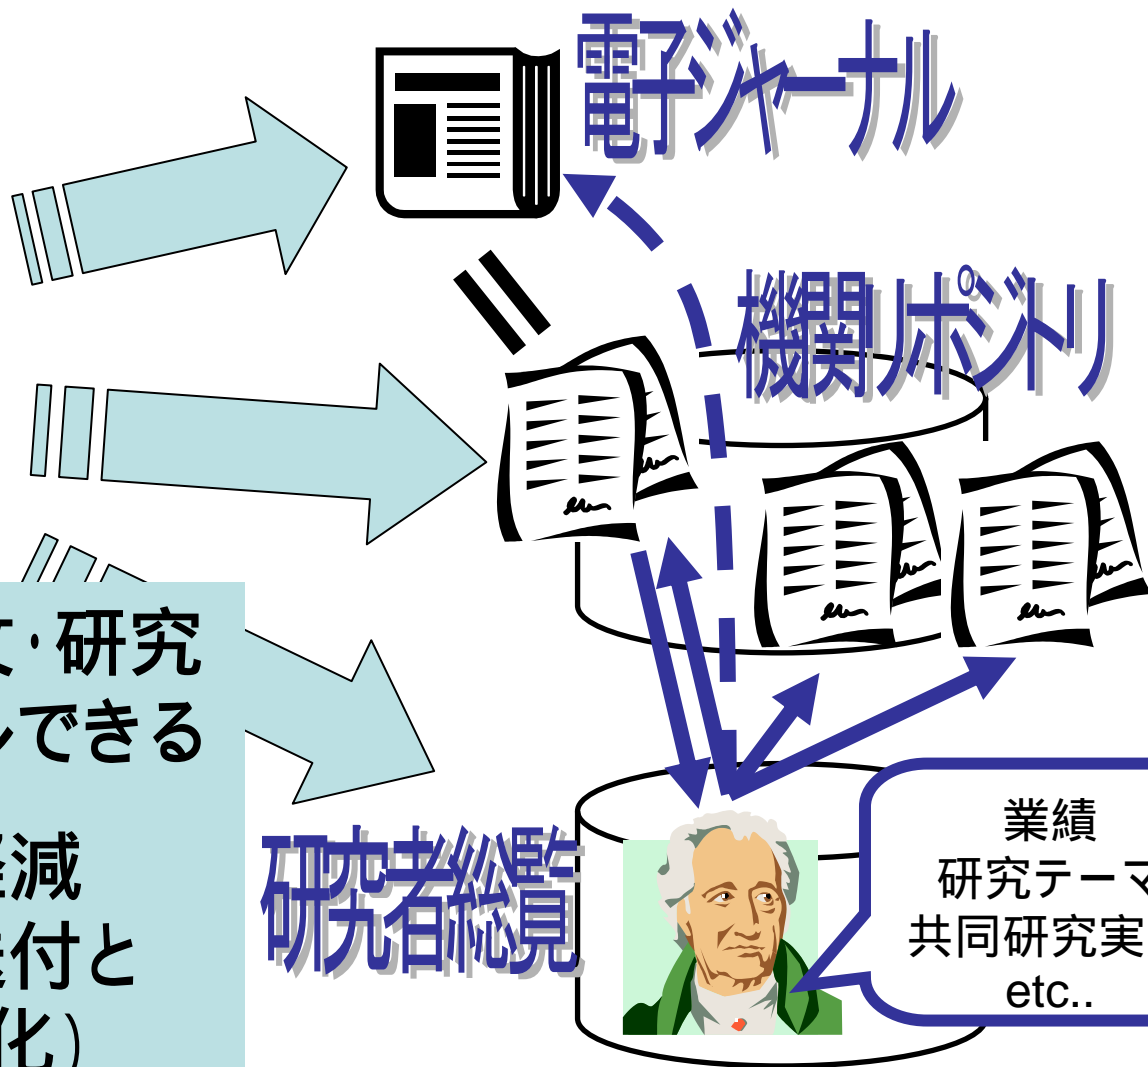 電子ジャーナル
機関リポジトリ
・研究
できる
減
付と
化）
研究者総覧
業績
研究テーマ
共同研究実
etc..